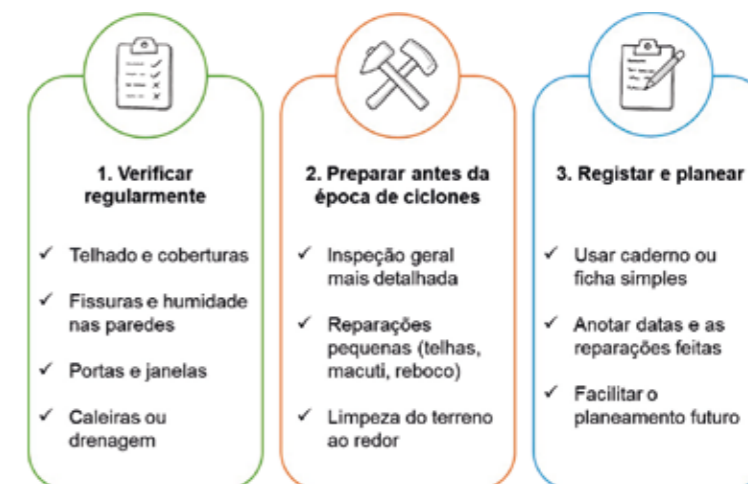 1. Verificar
regularmente
✓ Telhado e coberturas
✓ Fissuras e humidade
nas paredes
✓ Portas e janelas
✓ Caleiras ou
drenagem
2. Preparar antes da
época de ciclones
✓ Inspeção geral
mais detalhada
✓ Reparações
pequenas (telhas,
macuti, reboco)
✓ Limpeza do terreno
ao redor
3. Registar e planear
✓ Usar caderno ou
ficha simples
✓ Anotar datas e as
reparações feitas
✓ Facilitar o
planeamento futuro